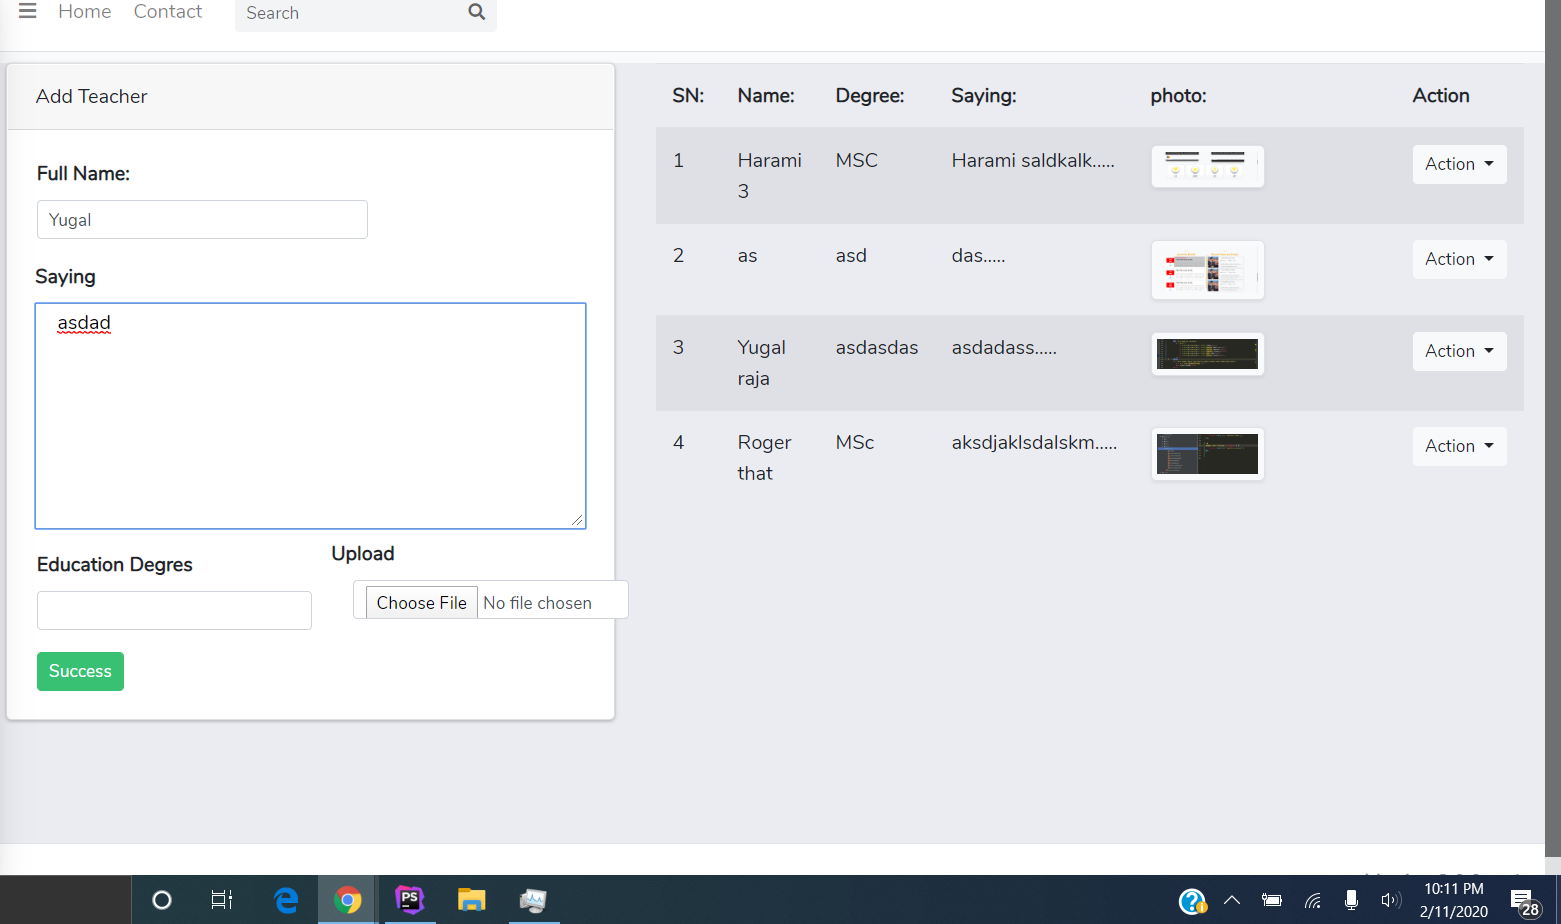 Home Contact Search
Add Teacher
Full Name:
Yugal
Saying
asdad
Education Degres
Upload
Choose File No file chosen
Success
SN: Name: Degree: Saying: photo: Action
1 Harami 3 MSC Harami saldkalk..... Action
2 as asd das..... Action
3 Yugal raja asdasdas asdadass..... Action
4 Roger that MSc aksdjaklsdalskm..... Action
PS
10:11 PM
2/11/2020
28